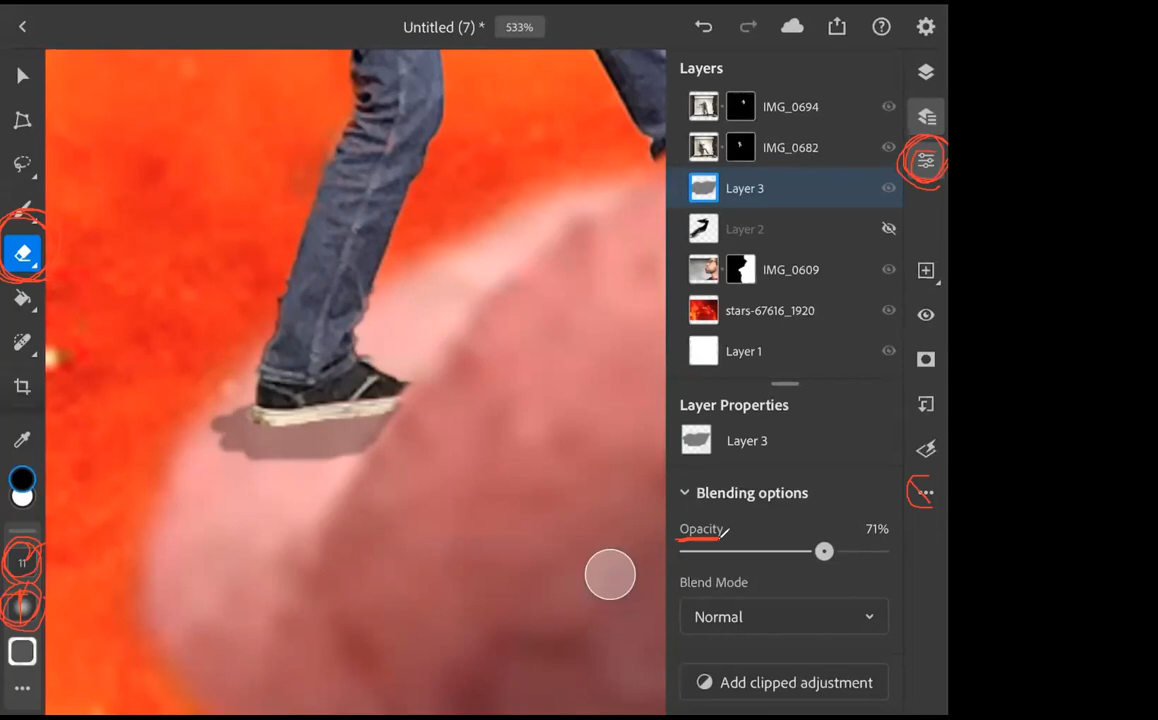 Untitled (7) *
533%
Layers
IMG_0694
IMG_0682
Layer 3
Layer 2
IMG_0609
stars-67616_1920
Layer 1
Layer Properties
Layer 3
Blending options
Opacity
71%
Blend Mode
Normal
Add clipped adjustment
11